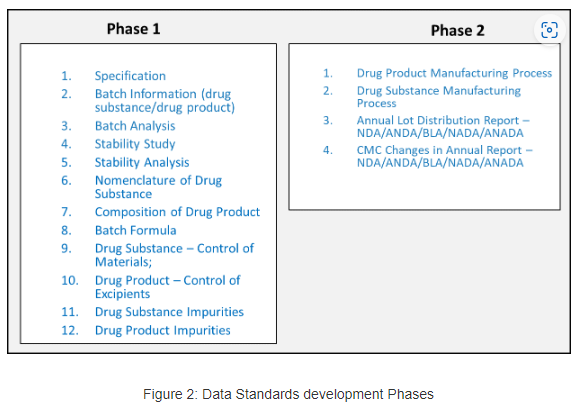 Phase 1
1. Specification
2. Batch Information (drug
substance/drug product)
3. Batch Analysis
4. Stability Study
5. Stability Analysis
6. Nomenclature of Drug
Substance
7. Composition of Drug Product
8. Batch Formula
9. Drug Substance – Control of
Materials;
10. Drug Product – Control of
Excipients
11. Drug Substance Impurities
12. Drug Product Impurities
Phase 2
1. Drug Product Manufacturing Process
2. Drug Substance Manufacturing
Process
3. Annual Lot Distribution Report –
NDA/ANDA/BLA/NADA/ANADA
4. CMC Changes in Annual Report –
NDA/ANDA/BLA/NADA/ANADA
Figure 2: Data Standards development Phases